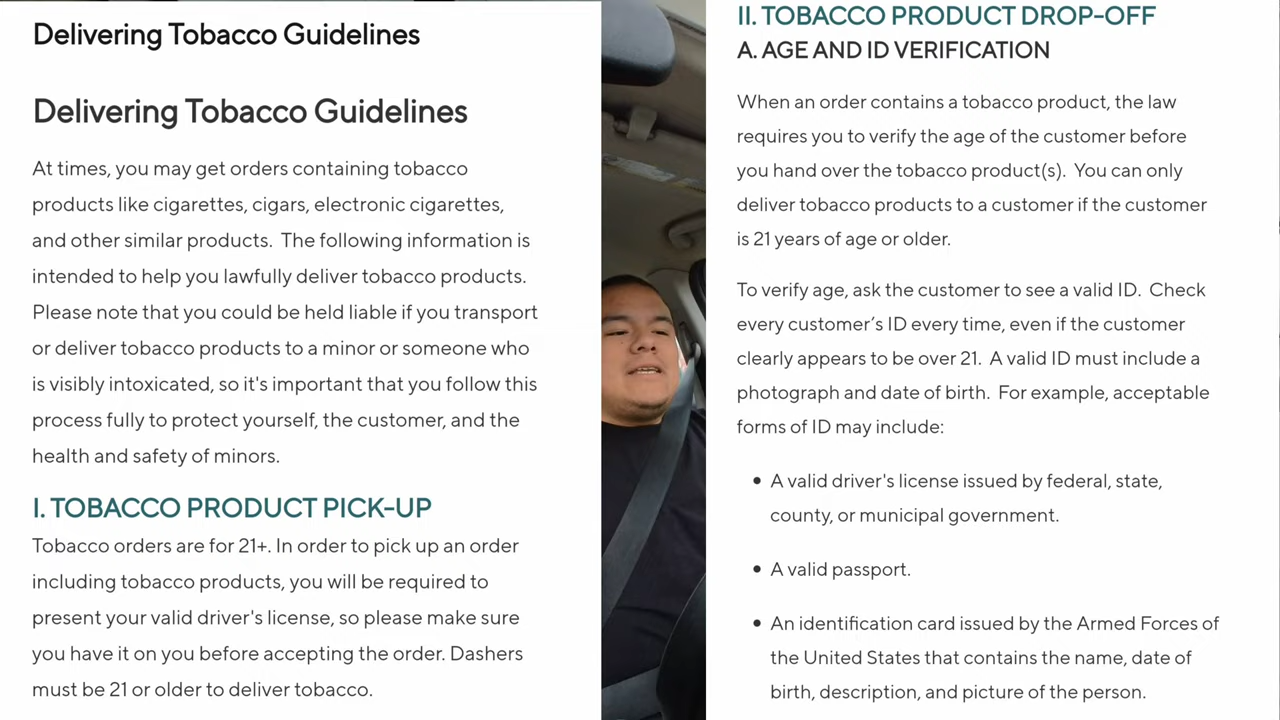 Delivering Tobacco Guidelines
Delivering Tobacco Guidelines
At times, you may get orders containing tobacco
products like cigarettes, cigars, electronic cigarettes,
and other similar products.  The following information is
intended to help you lawfully deliver tobacco products.
Please note that you could be held liable if you transport
or deliver tobacco products to a minor or someone who
is visibly intoxicated, so it's important that you follow this
process fully to protect yourself, the customer, and the
health and safety of minors.
I. TOBACCO PRODUCT PICK-UP
Tobacco orders are for 21+. In order to pick up an order
including tobacco products, you will be required to
present your valid driver's license, so please make sure
you have it on you before accepting the order. Dashers
must be 21 or older to deliver tobacco.
II. TOBACCO PRODUCT DROP-OFF
A. AGE AND ID VERIFICATION
When an order contains a tobacco product, the law
requires you to verify the age of the customer before
you hand over the tobacco product(s).  You can only
deliver tobacco products to a customer if the customer
is 21 years of age or older.
To verify age, ask the customer to see a valid ID.  Check
every customer’s ID every time, even if the customer
clearly appears to be over 21.  A valid ID must include a
photograph and date of birth.  For example, acceptable
forms of ID may include:
• A valid driver's license issued by federal, state,
county, or municipal government.
• A valid passport.
• An identification card issued by the Armed Forces of
the United States that contains the name, date of
birth, description, and picture of the person.